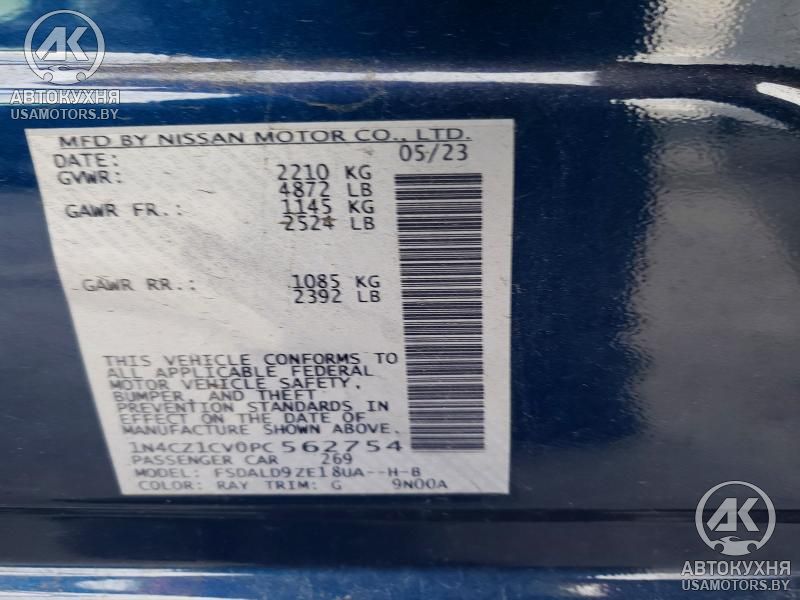 АК
АВТОКУХНЯ
USAMOTORS.BY
MFD BY NISSAN MOTOR CO., LTD.
DATE: 05/23
GVWR: 2210 KG
4872 LB
GAWR FR.: 1145 KG
2524 LB
GAWR RR.: 1085 KG
2392 LB
THIS VEHICLE CONFORMS TO
ALL APPLICABLE FEDERAL
MOTOR VEHICLE SAFETY,
BUMPER, AND THEFT
PREVENTION STANDARDS IN
EFFECT ON THE DATE OF
MANUFACTURE SHOWN ABOVE.
1N4CZ1CV0PC562754
PASSENGER CAR 269
MODEL: FSDALD9ZE18UA--H-B
COLOR: RAY TRIM: G 9N00A
АК
АВТОКУХНЯ
USAMOTORS.BY